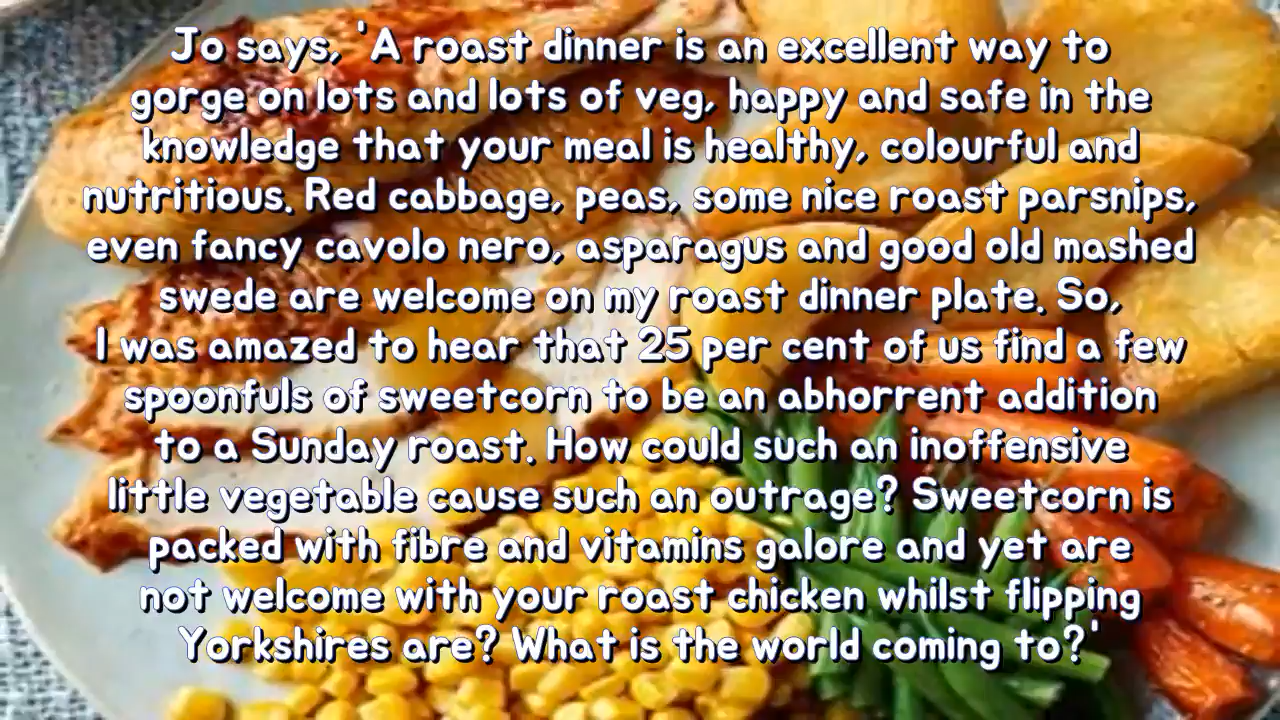 Jo says, 'A roast dinner is an excellent way to
gorge on lots and lots of veg, happy and safe in the
knowledge that your meal is healthy, colourful and
nutritious. Red cabbage, peas, some nice roast parsnips,
even fancy cavolo nero, asparagus and good old mashed
swede are welcome on my roast dinner plate. So,
I was amazed to hear that 25 per cent of us find a few
spoonfuls of sweetcorn to be an abhorrent addition
to a Sunday roast. How could such an inoffensive
little vegetable cause such an outrage? Sweetcorn is
packed with fibre and vitamins galore and yet are
not welcome with your roast chicken whilst flipping
Yorkshires are? What is the world coming to?'